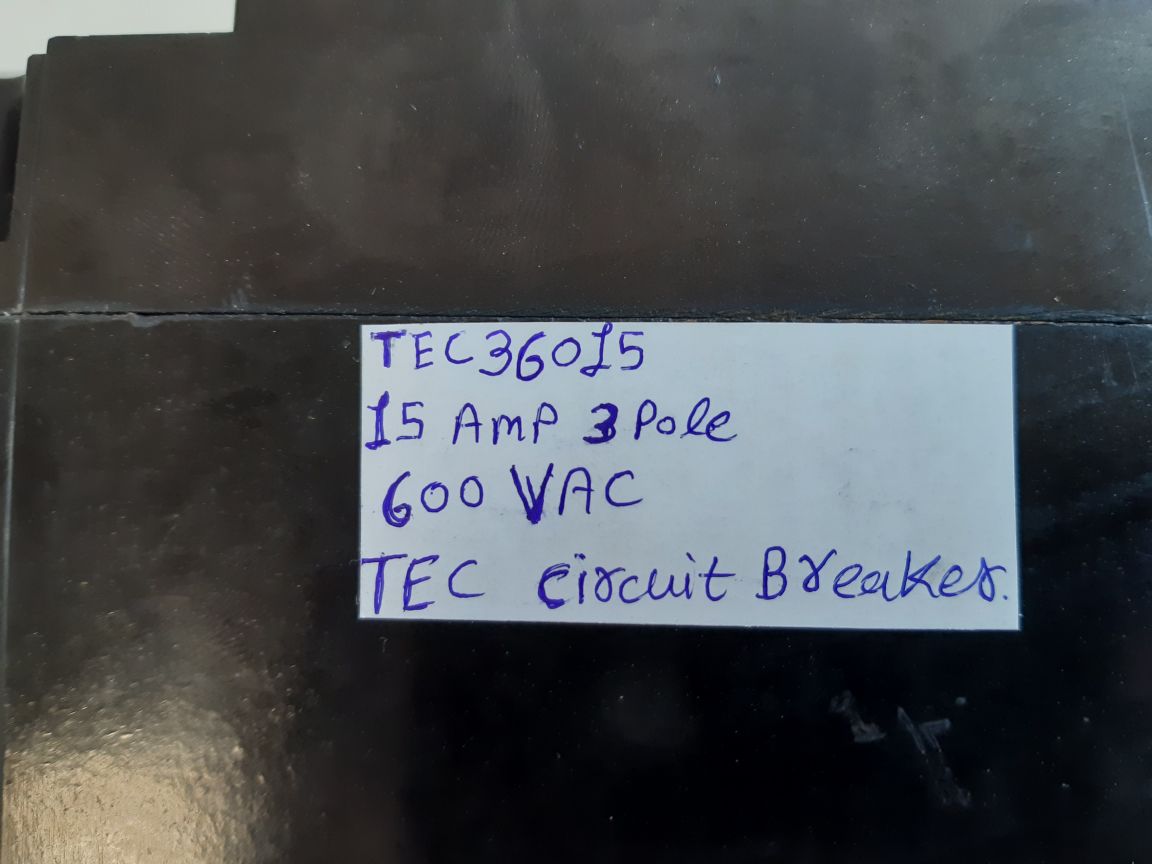 TEC36015
15 AMP 3 Pole
600 VAC
TEC Circuit Breaker.